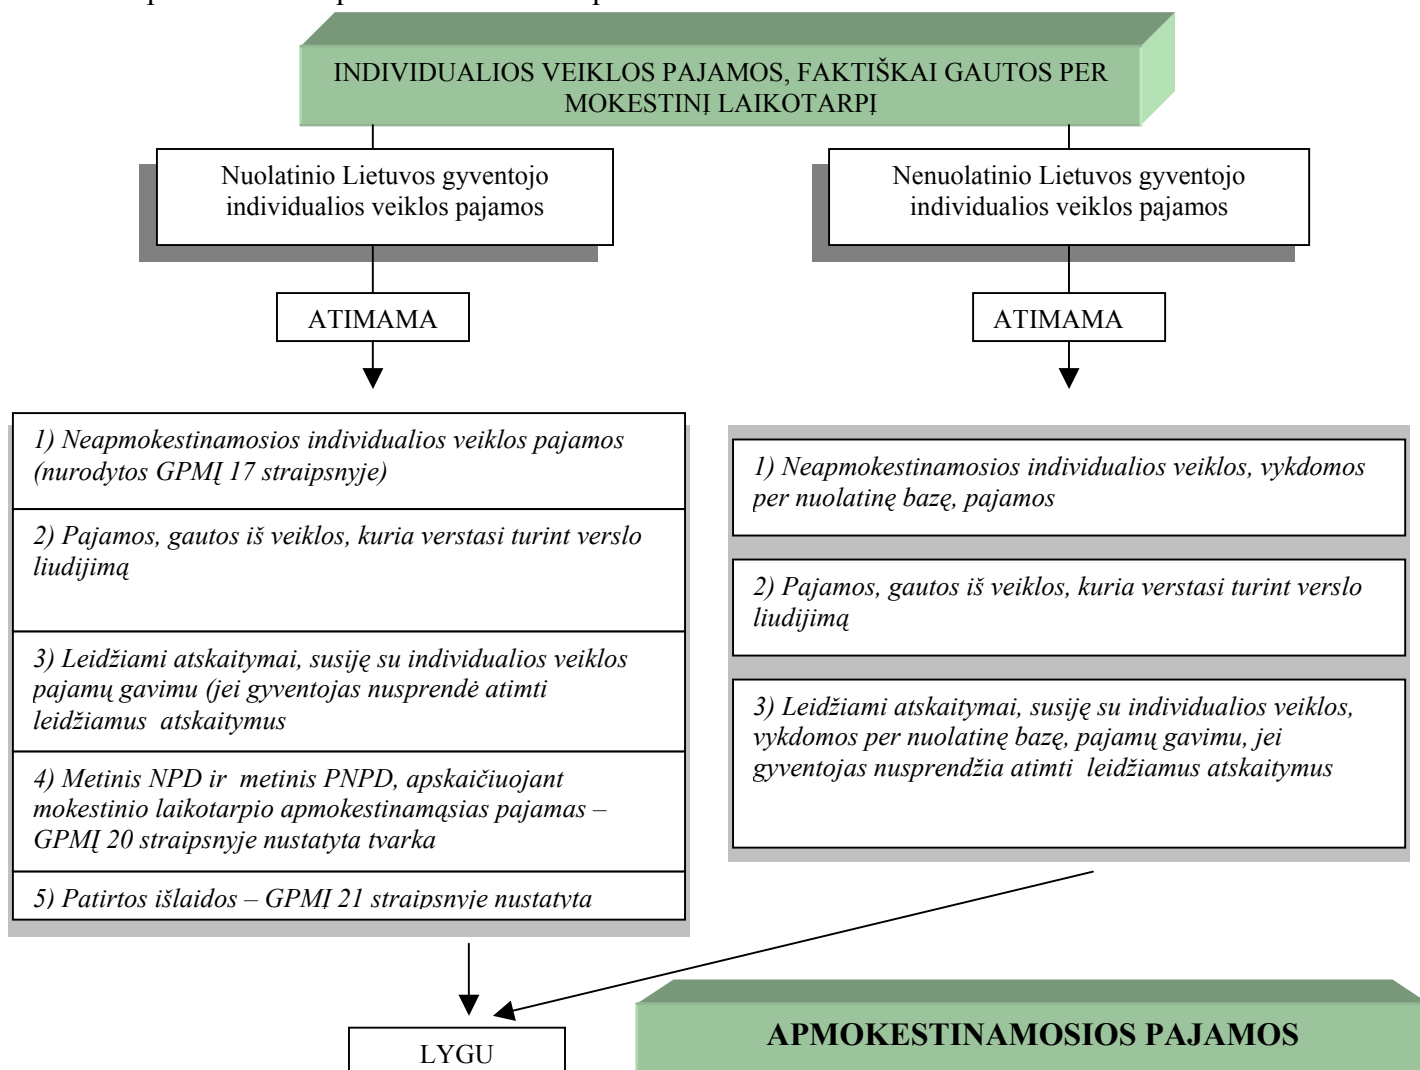 INDIVIDUALIOS VEIKLOS PAJAMOS, FAKTIŠKAI GAUTOS PER
MOKESTINĮ LAIKOTARPĮ
Nuolatinio Lietuvos gyventojo
individualios veiklos pajamos
Nenuolatinio Lietuvos gyventojo
individualios veiklos pajamos
ATIMAMA
ATIMAMA
1) Neapmokestinamosios individualios veiklos pajamos
(nurodytos GPMĮ 17 straipsnyje)
2) Pajamos, gautos iš veiklos, kuria verstasi turint verslo
liudijimą
3) Leidžiami atskaitymai, susiję su individualios veiklos
pajamų gavimu (jei gyventojas nusprendė atimti
leidžiamus atskaitymus
4) Metinis NPD ir metinis PNPD, apskaičiuojant
mokestinio laikotarpio apmokestinamąsias pajamas –
GPMĮ 20 straipsnyje nustatyta tvarka
5) Patirtos išlaidos – GPMĮ 21 straipsnyje nustatyta
1) Neapmokestinamosios individualios veiklos, vykdomos
per nuolatinę bazę, pajamos
2) Pajamos, gautos iš veiklos, kuria verstasi turint verslo
liudijimą
3) Leidžiami atskaitymai, susiję su individualios veiklos,
vykdomos per nuolatinę bazę, pajamų gavimu, jei
gyventojas nusprendžia atimti leidžiamus atskaitymus
LYGU
APMOKESTINAMOSIOS PAJAMOS